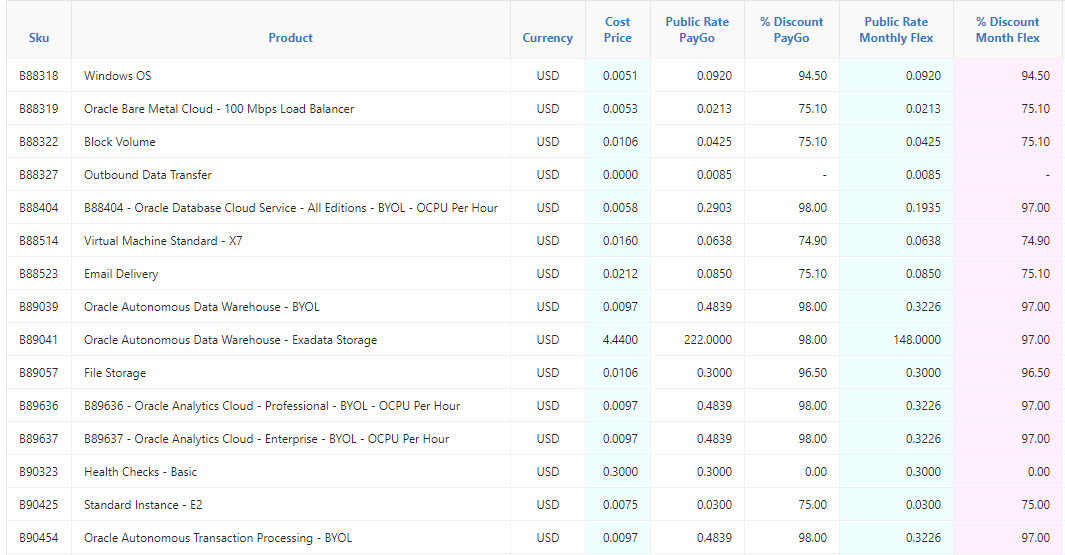 Sku Product Currency Cost Price Public Rate PayGo % Discount PayGo Public Rate Monthly Flex % Discount Month Flex
B88318 Windows OS USD 0.0051 0.0920 94.50 0.0920 94.50
B88319 Oracle Bare Metal Cloud - 100 Mbps Load Balancer USD 0.0053 0.0213 75.10 0.0213 75.10
B88322 Block Volume USD 0.0106 0.0425 75.10 0.0425 75.10
B88327 Outbound Data Transfer USD 0.0000 0.0085 - 0.0085 -
B88404 B88404 - Oracle Database Cloud Service - All Editions - BYOL - OCPU Per Hour USD 0.0058 0.2903 98.00 0.1935 97.00
B88514 Virtual Machine Standard - X7 USD 0.0160 0.0638 74.90 0.0638 74.90
B88523 Email Delivery USD 0.0212 0.0850 75.10 0.0850 75.10
B89039 Oracle Autonomous Data Warehouse - BYOL USD 0.0097 0.4839 98.00 0.3226 97.00
B89041 Oracle Autonomous Data Warehouse - Exadata Storage USD 4.4400 222.0000 98.00 148.0000 97.00
B89057 File Storage USD 0.0106 0.3000 96.50 0.3000 96.50
B89636 B89636 - Oracle Analytics Cloud - Professional - BYOL - OCPU Per Hour USD 0.0097 0.4839 98.00 0.3226 97.00
B89637 B89637 - Oracle Analytics Cloud - Enterprise - BYOL - OCPU Per Hour USD 0.0097 0.4839 98.00 0.3226 97.00
B90323 Health Checks - Basic USD 0.3000 0.3000 0.00 0.3000 0.00
B90425 Standard Instance - E2 USD 0.0075 0.0300 75.00 0.0300 75.00
B90454 Oracle Autonomous Transaction Processing - BYOL USD 0.0097 0.4839 98.00 0.3226 97.00